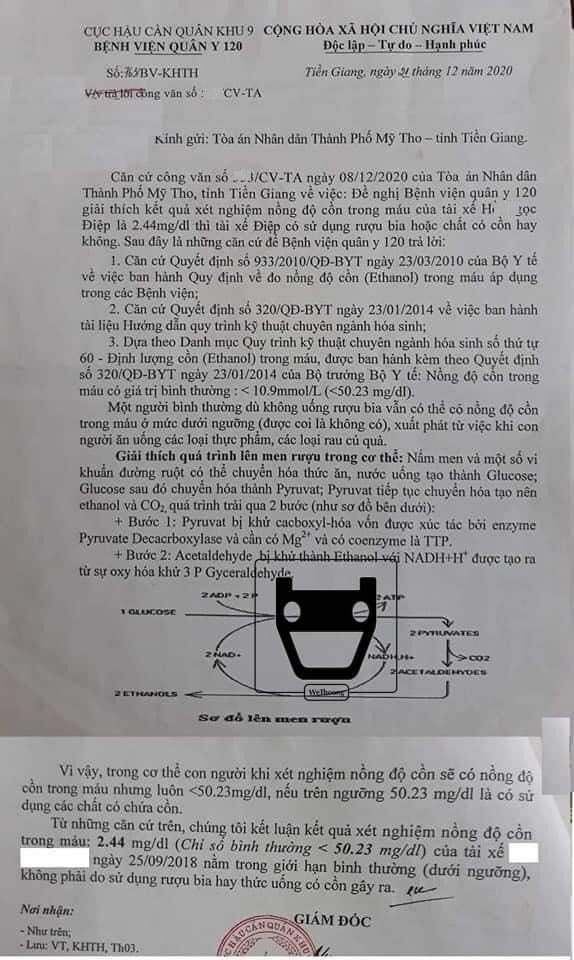 CỤC HẬU CẦN QUÂN KHU 9 CỘNG HÒA XÃ HỘI CHỦ NGHĨA VIỆT NAM
BỆNH VIỆN QUÂN Y 120 Độc lập – Tự do – Hạnh phúc
Số: /BV-KHTH Tiền Giang, ngày tháng 12 năm 2020
V/v trả lời công văn số : CV-TA
Kính gửi: Tòa án Nhân dân Thành Phố Mỹ Tho – tỉnh Tiền Giang.
Căn cứ công văn số /CV-TA ngày 08/12/2020 của Tòa án Nhân dân
Thành Phố Mỹ Tho, tỉnh Tiền Giang về việc: Đề nghị Bệnh viện quân y 120
giải thích kết quả xét nghiệm nồng độ cồn trong máu của tài xế
Điệp là 2.44mg/dl thì tài xế Điệp có sử dụng rượu bia hoặc chất có cồn hay
không. Sau đây là những căn cứ để Bệnh viện quân y 120 trả lời:
1. Căn cứ Quyết định số 933/2010/QĐ-BYT ngày 23/03/2010 của Bộ Y tế
về việc ban hành Quy định về đo nồng độ cồn (Ethanol) trong máu áp dụng
trong các Bệnh viện;
2. Căn cứ Quyết định số 320/QĐ-BYT ngày 23/01/2014 về việc ban hành
tài liệu Hướng dẫn quy trình kỹ thuật chuyên ngành hóa sinh;
3. Dựa theo Danh mục Quy trình kỹ thuật chuyên ngành hóa sinh số thứ tự
60 - Định lượng cồn (Ethanol) trong máu, được ban hành kèm theo Quyết định
số 320/QĐ-BYT ngày 23/01/2014 của Bộ trưởng Bộ Y tế: Nồng độ cồn trong
máu có giá trị bình thường : < 10.9mmol/L (<50.23 mg/dl).
Một người bình thường dù không uống rượu bia vẫn có thể có nồng độ cồn
trong máu ở mức dưới ngưỡng (được coi là không có), xuất phát từ việc khi con
người ăn uống các loại thực phẩm, các loại rau củ quả.
Giải thích quá trình lên men rượu trong cơ thể: Nấm men và một số vi
khuẩn đường ruột có thể chuyển hóa thức ăn, nước uống tạo thành Glucose;
Glucose sau đó chuyển hóa thành Pyruvat; Pyruvat tiếp tục chuyển hóa tạo nên
ethanol và CO2, quá trình trải qua 2 bước (như sơ đồ bên dưới):
+ Bước 1: Pyruvat bị khử cacboxyl-hóa vốn được xúc tác bởi enzyme
Pyruvate Decacrboxylase và cần có Mg2+ và có coenzyme là TTP.
+ Bước 2: Acetaldehyde bị khử thành Ethanol với NADH+H+ được tạo ra
từ sự oxy hóa khử 3 P Gyceraldehyde.
2 ADP + 2 P 2 ATP
1 GLUCOSE
2 PYRUVATES
2 NAD+ NADH,H+ CO2
2 ACETALDEHYDES
2 ETHANOLS
Welhoung
Sơ đồ lên men rượu
Vì vậy, trong cơ thể con người khi xét nghiệm nồng độ cồn sẽ có nồng độ
cồn trong máu nhưng luôn <50.23mg/dl, nếu trên ngưỡng 50.23 mg/dl là có sử
dụng các chất có chứa cồn.
Từ những căn cứ trên, chúng tôi kết luận kết quả xét nghiệm nồng độ cồn
trong máu: 2.44 mg/dl (Chỉ số bình thường < 50.23 mg/dl) của tài xế
ngày 25/09/2018 nằm trong giới hạn bình thường (dưới ngưỡng),
không phải do sử dụng rượu bia hay thức uống có cồn gây ra.
Nơi nhận:
GIÁM ĐỐC
- Như trên;
- Lưu: VT, KHTH, Th03.
HẬU CẦN QUÂN KHU